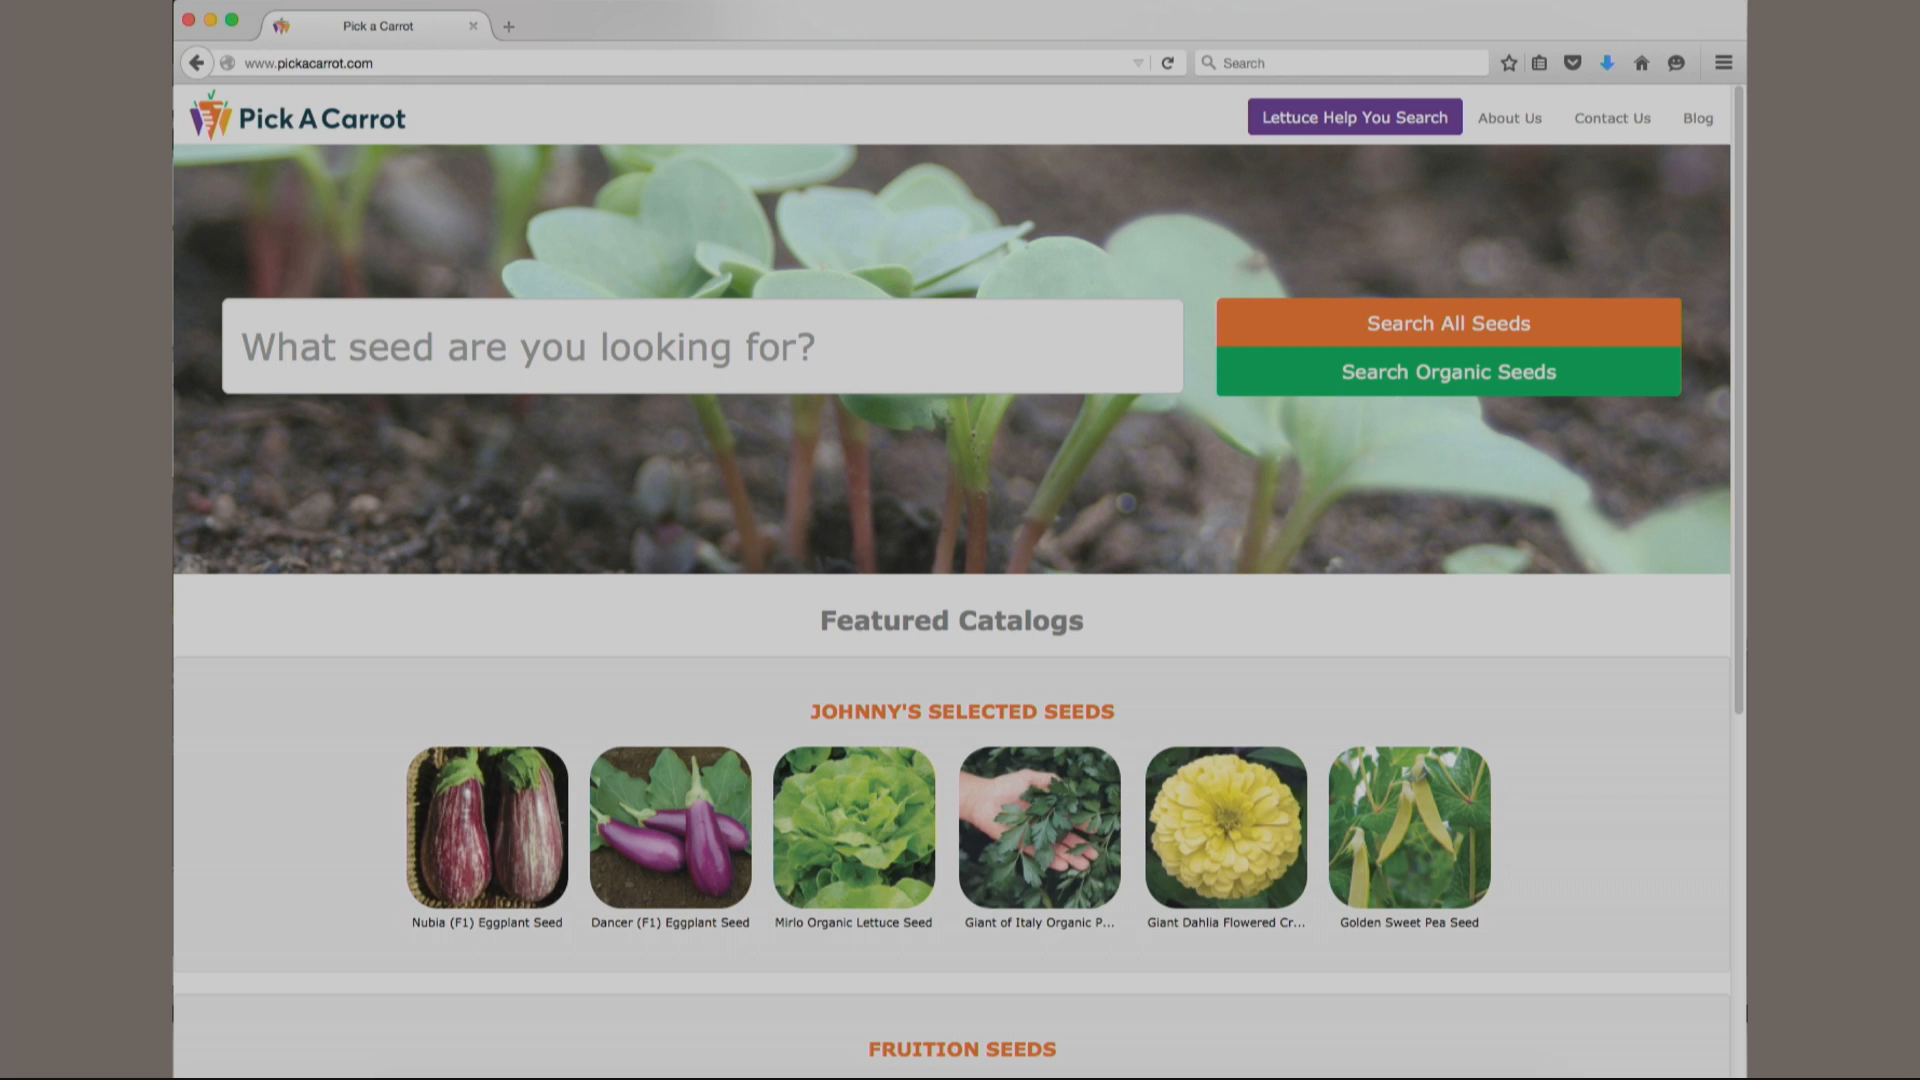 Pick a Carrot
www.pickacarrot.com
Search
Pick A Carrot
Lettuce Help You Search
About Us
Contact Us
Blog
What seed are you looking for?
Search All Seeds
Search Organic Seeds
Featured Catalogs
JOHNNY'S SELECTED SEEDS
Nubia (F1) Eggplant Seed
Dancer (F1) Eggplant Seed
Mirlo Organic Lettuce Seed
Giant of Italy Organic P...
Giant Dahlia Flowered Cr...
Golden Sweet Pea Seed
FRUITION SEEDS